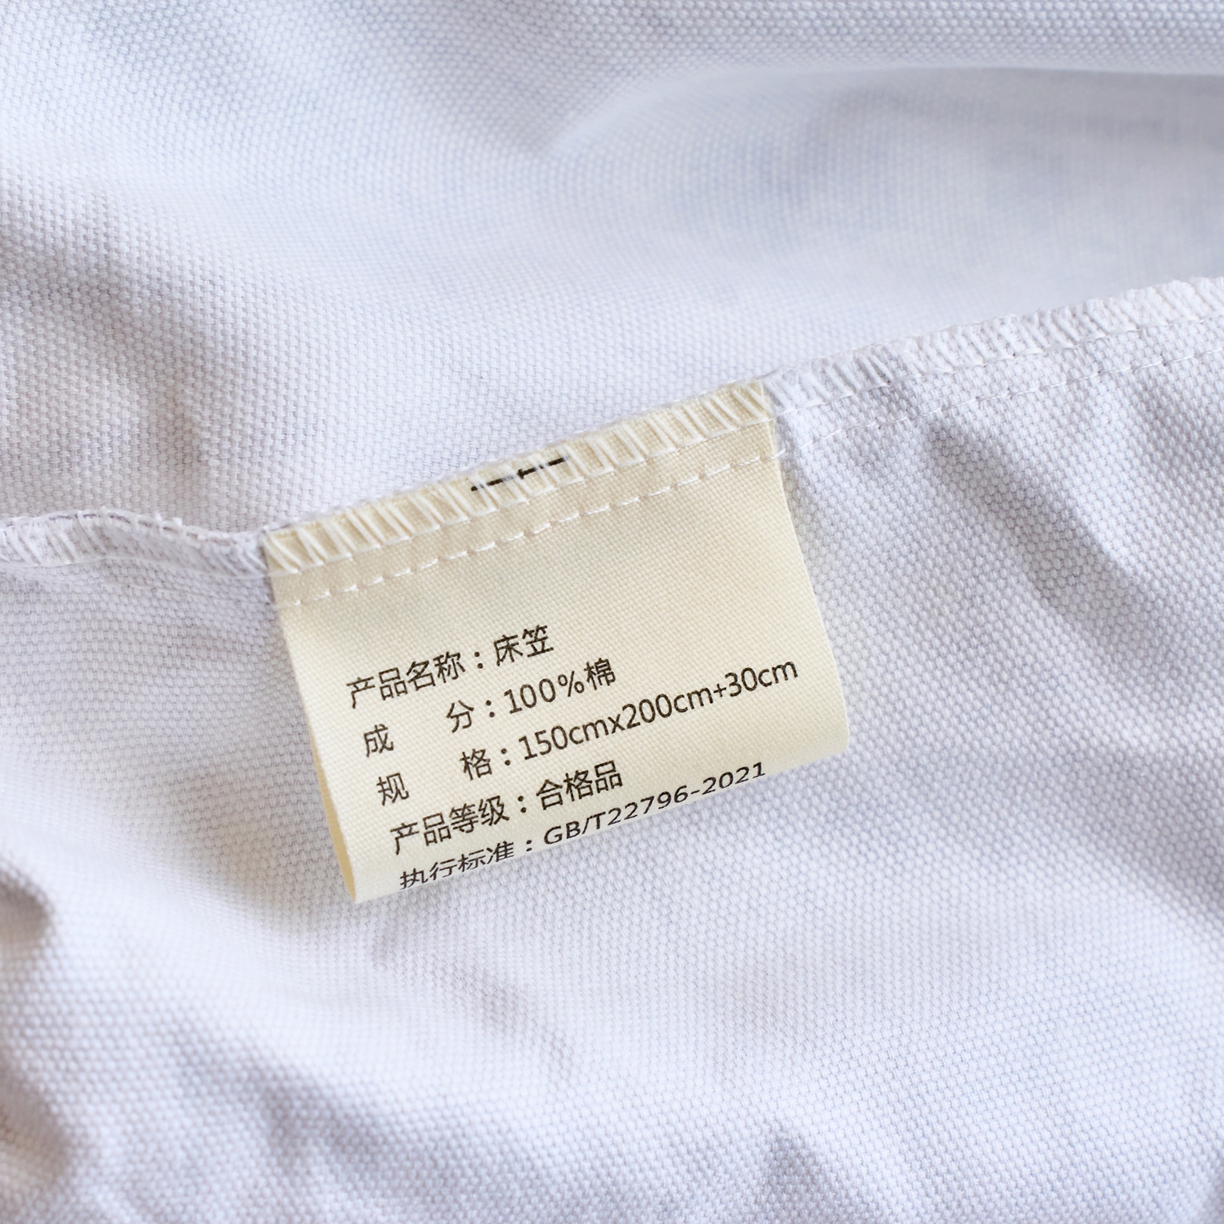 产品名称：床笠
成　　分：100%棉
规　　格：150cmx200cm+30cm
产品等级：合格品
执行标准：GB/T22796-2021